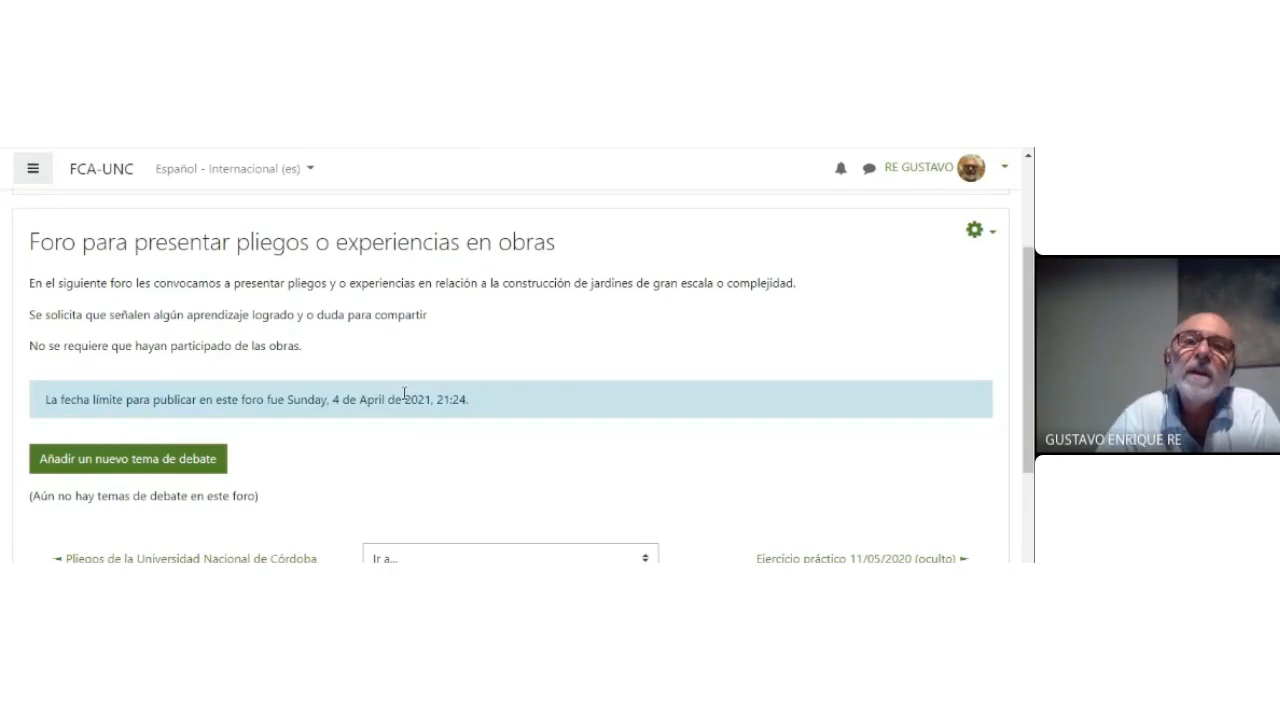 FCA-UNC
Español - Internacional (es)
RE GUSTAVO
Foro para presentar pliegos o experiencias en obras
En el siguiente foro les convocamos a presentar pliegos y o experiencias en relación a la construcción de jardines de gran escala o complejidad.
Se solicita que señalen algún aprendizaje logrado y o duda para compartir
No se requiere que hayan participado de las obras.
La fecha límite para publicar en este foro fue Sunday, 4 de April de 2021, 21:24.
GUSTAVO ENRIQUE RE
Añadir un nuevo tema de debate
(Aún no hay temas de debate en este foro)
◄ Pliegos de la Universidad Nacional de Córdoba
Ir a...
Ejercicio práctico 11/05/2020 (oculto) ►